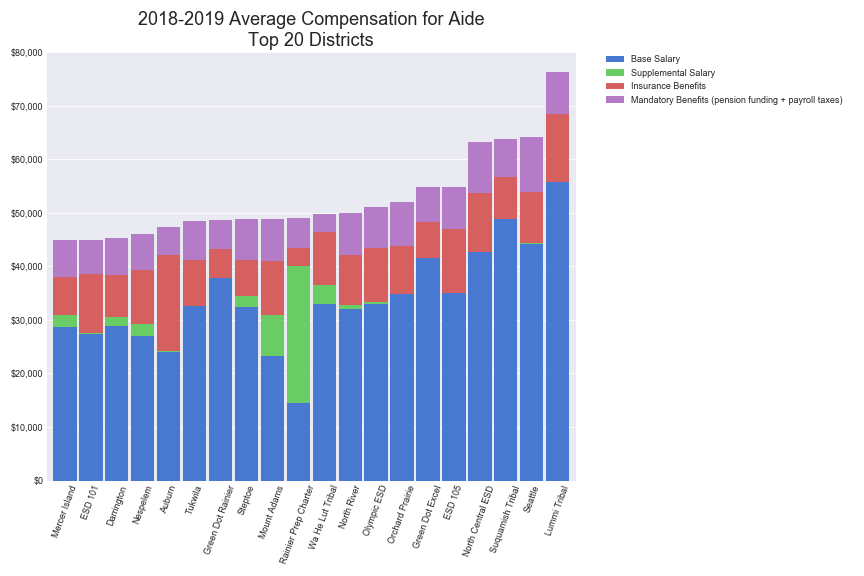 2018-2019 Average Compensation for Aide
Top 20 Districts
$80,000
$70,000
$60,000
$50,000
$40,000
$30,000
$20,000
$10,000
$0
Base Salary
Supplemental Salary
Insurance Benefits
Mandatory Benefits (pension funding + payroll taxes)
Mercer Island
ESD 101
Darrington
Nespelem
Auburn
Tukwila
Green Dot Rainier
Steptoe
Mount Adams
Rainier Prep Charter
Wa He Lut Tribal
North River
Olympic ESD
Orchard Prairie
Green Dot Excel
ESD 105
North Central ESD
Suquamish Tribal
Seattle
Lummi Tribal